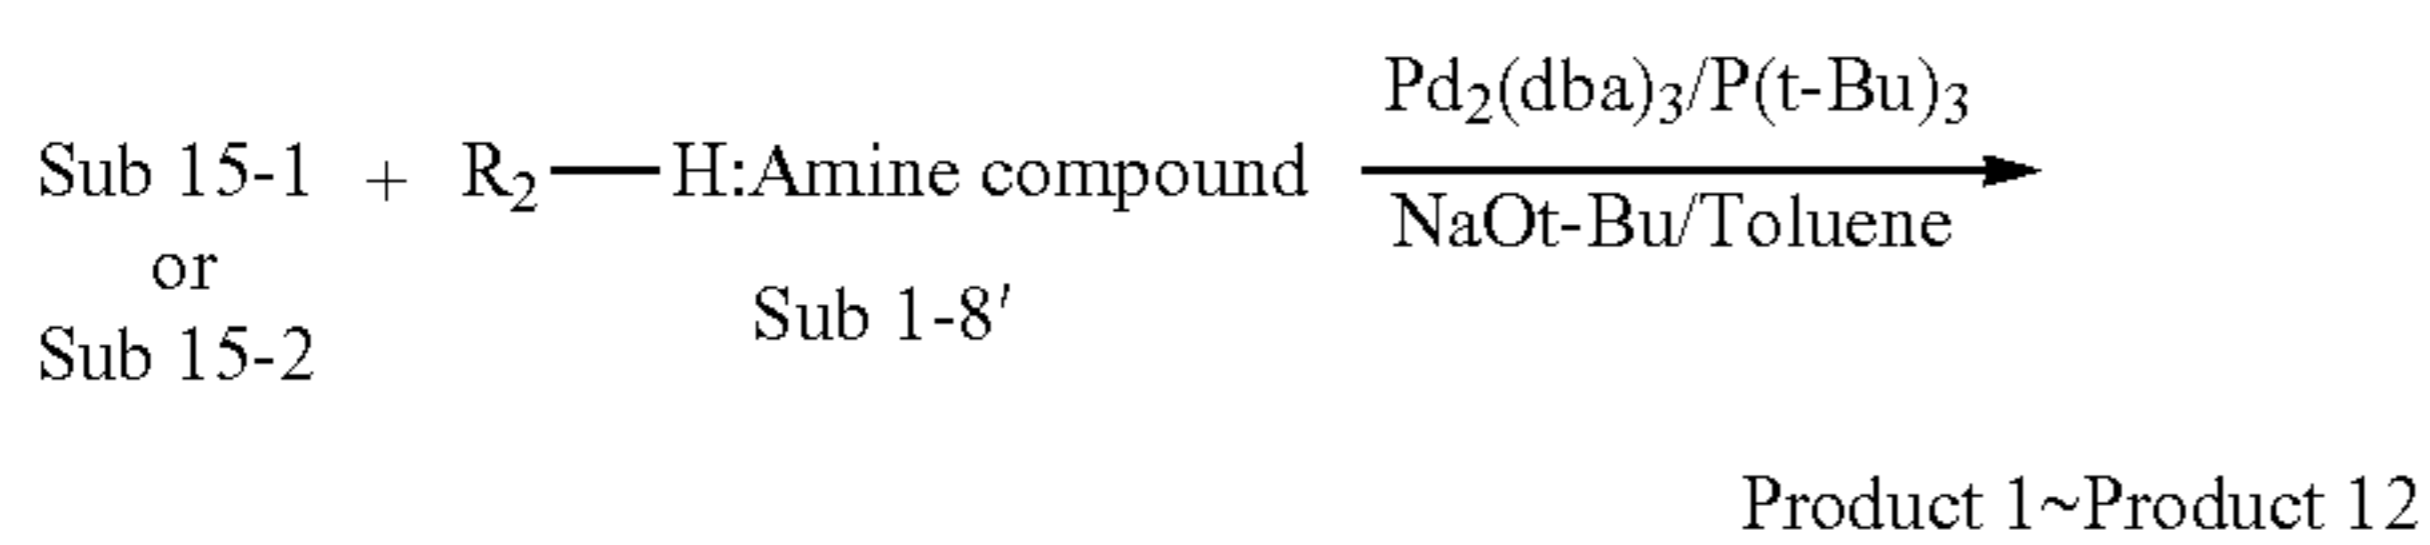 Pd2(dba)3/P(t-Bu)3
Sub 15-1 + R2—H:Amine compound
NaOt-Bu/Toluene
or
Sub 1-8′
Sub 15-2
Product 1~Product 12